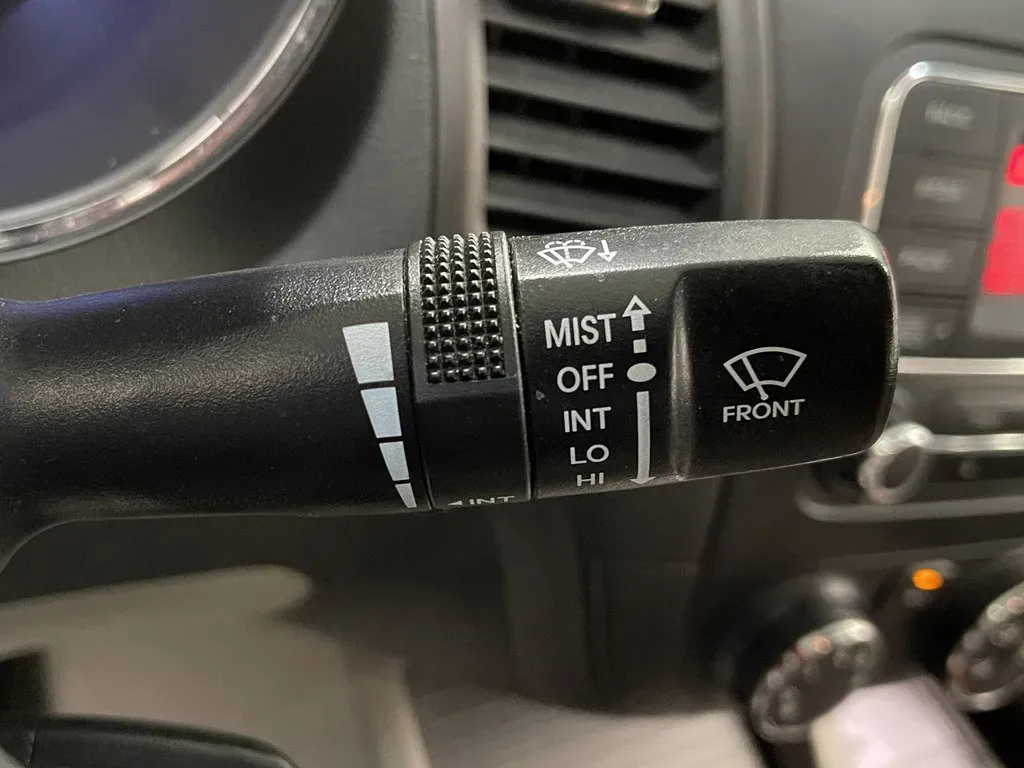 MIST
OFF
INT
LO
HI
FRONT
INT